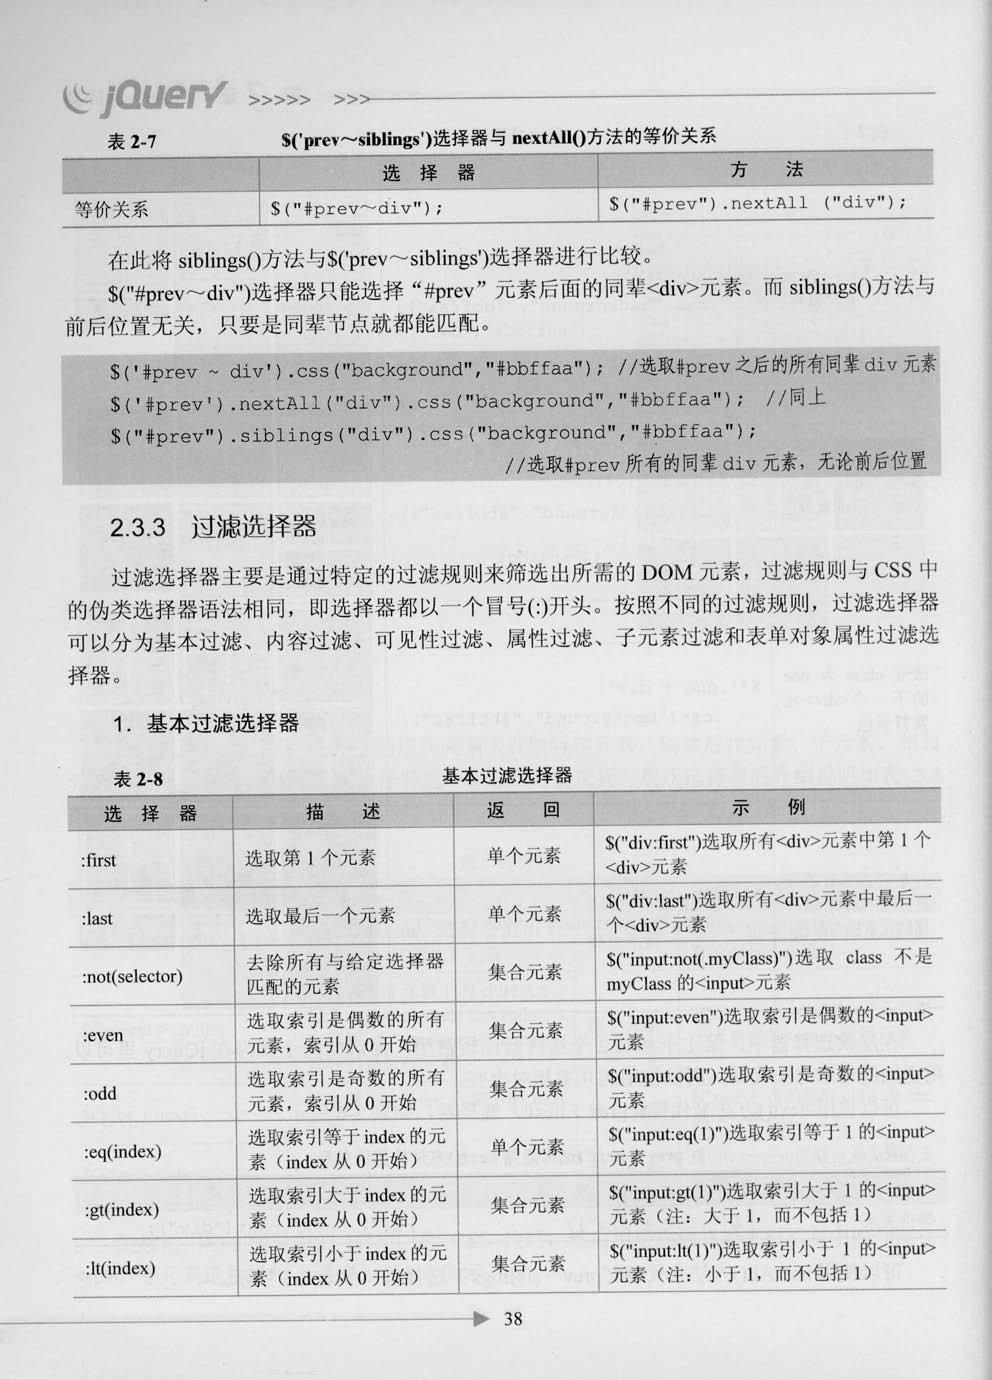 jQuery >>>>> >>>
表 2-7 $('prev～siblings')选择器与 nextAll()方法的等价关系
选 择 器 方 法
等价关系 $("#prev～div"); $("#prev").nextAll ("div");
在此将 siblings()方法与$('prev～siblings')选择器进行比较。
$("#prev～div")选择器只能选择“#prev”元素后面的同辈<div>元素。而 siblings()方法与
前后位置无关，只要是同辈节点就都能匹配。
$('#prev ~ div').css("background","#bbffaa"); //选取#prev之后的所有同辈div元素
$('#prev').nextAll("div").css("background","#bbffaa"); //同上
$("#prev").siblings("div").css("background","#bbffaa");
//选取#prev所有的同辈div元素，无论前后位置
2.3.3 过滤选择器
过滤选择器主要是通过特定的过滤规则来筛选出所需的 DOM 元素，过滤规则与 CSS 中
的伪类选择器语法相同，即选择器都以一个冒号(:)开头。按照不同的过滤规则，过滤选择器
可以分为基本过滤、内容过滤、可见性过滤、属性过滤、子元素过滤和表单对象属性过滤选
择器。
1．基本过滤选择器
表 2-8 基本过滤选择器
选 择 器 描 述 返 回 示 例
:first 选取第 1 个元素 单个元素 $("div:first")选取所有<div>元素中第 1 个
<div>元素
:last 选取最后一个元素 单个元素 $("div:last")选取所有<div>元素中最后一
个<div>元素
:not(selector) 去除所有与给定选择器
匹配的元素 集合元素 $("input:not(.myClass)")选取 class 不是
myClass 的<input>元素
:even 选取索引是偶数的所有
元素，索引从 0 开始 集合元素 $("input:even")选取索引是偶数的<input>
元素
:odd 选取索引是奇数的所有
元素，索引从 0 开始 集合元素 $("input:odd")选取索引是奇数的<input>
元素
:eq(index) 选取索引等于 index 的元
素（index 从 0 开始） 单个元素 $("input:eq(1)")选取索引等于 1 的<input>
元素
:gt(index) 选取索引大于 index 的元
素（index 从 0 开始） 集合元素 $("input:gt(1)")选取索引大于 1 的<input>
元素（注：大于 1，而不包括 1）
:lt(index) 选取索引小于 index 的元
素（index 从 0 开始） 集合元素 $("input:lt(1)")选取索引小于 1 的<input>
元素（注：小于 1，而不包括 1）
38